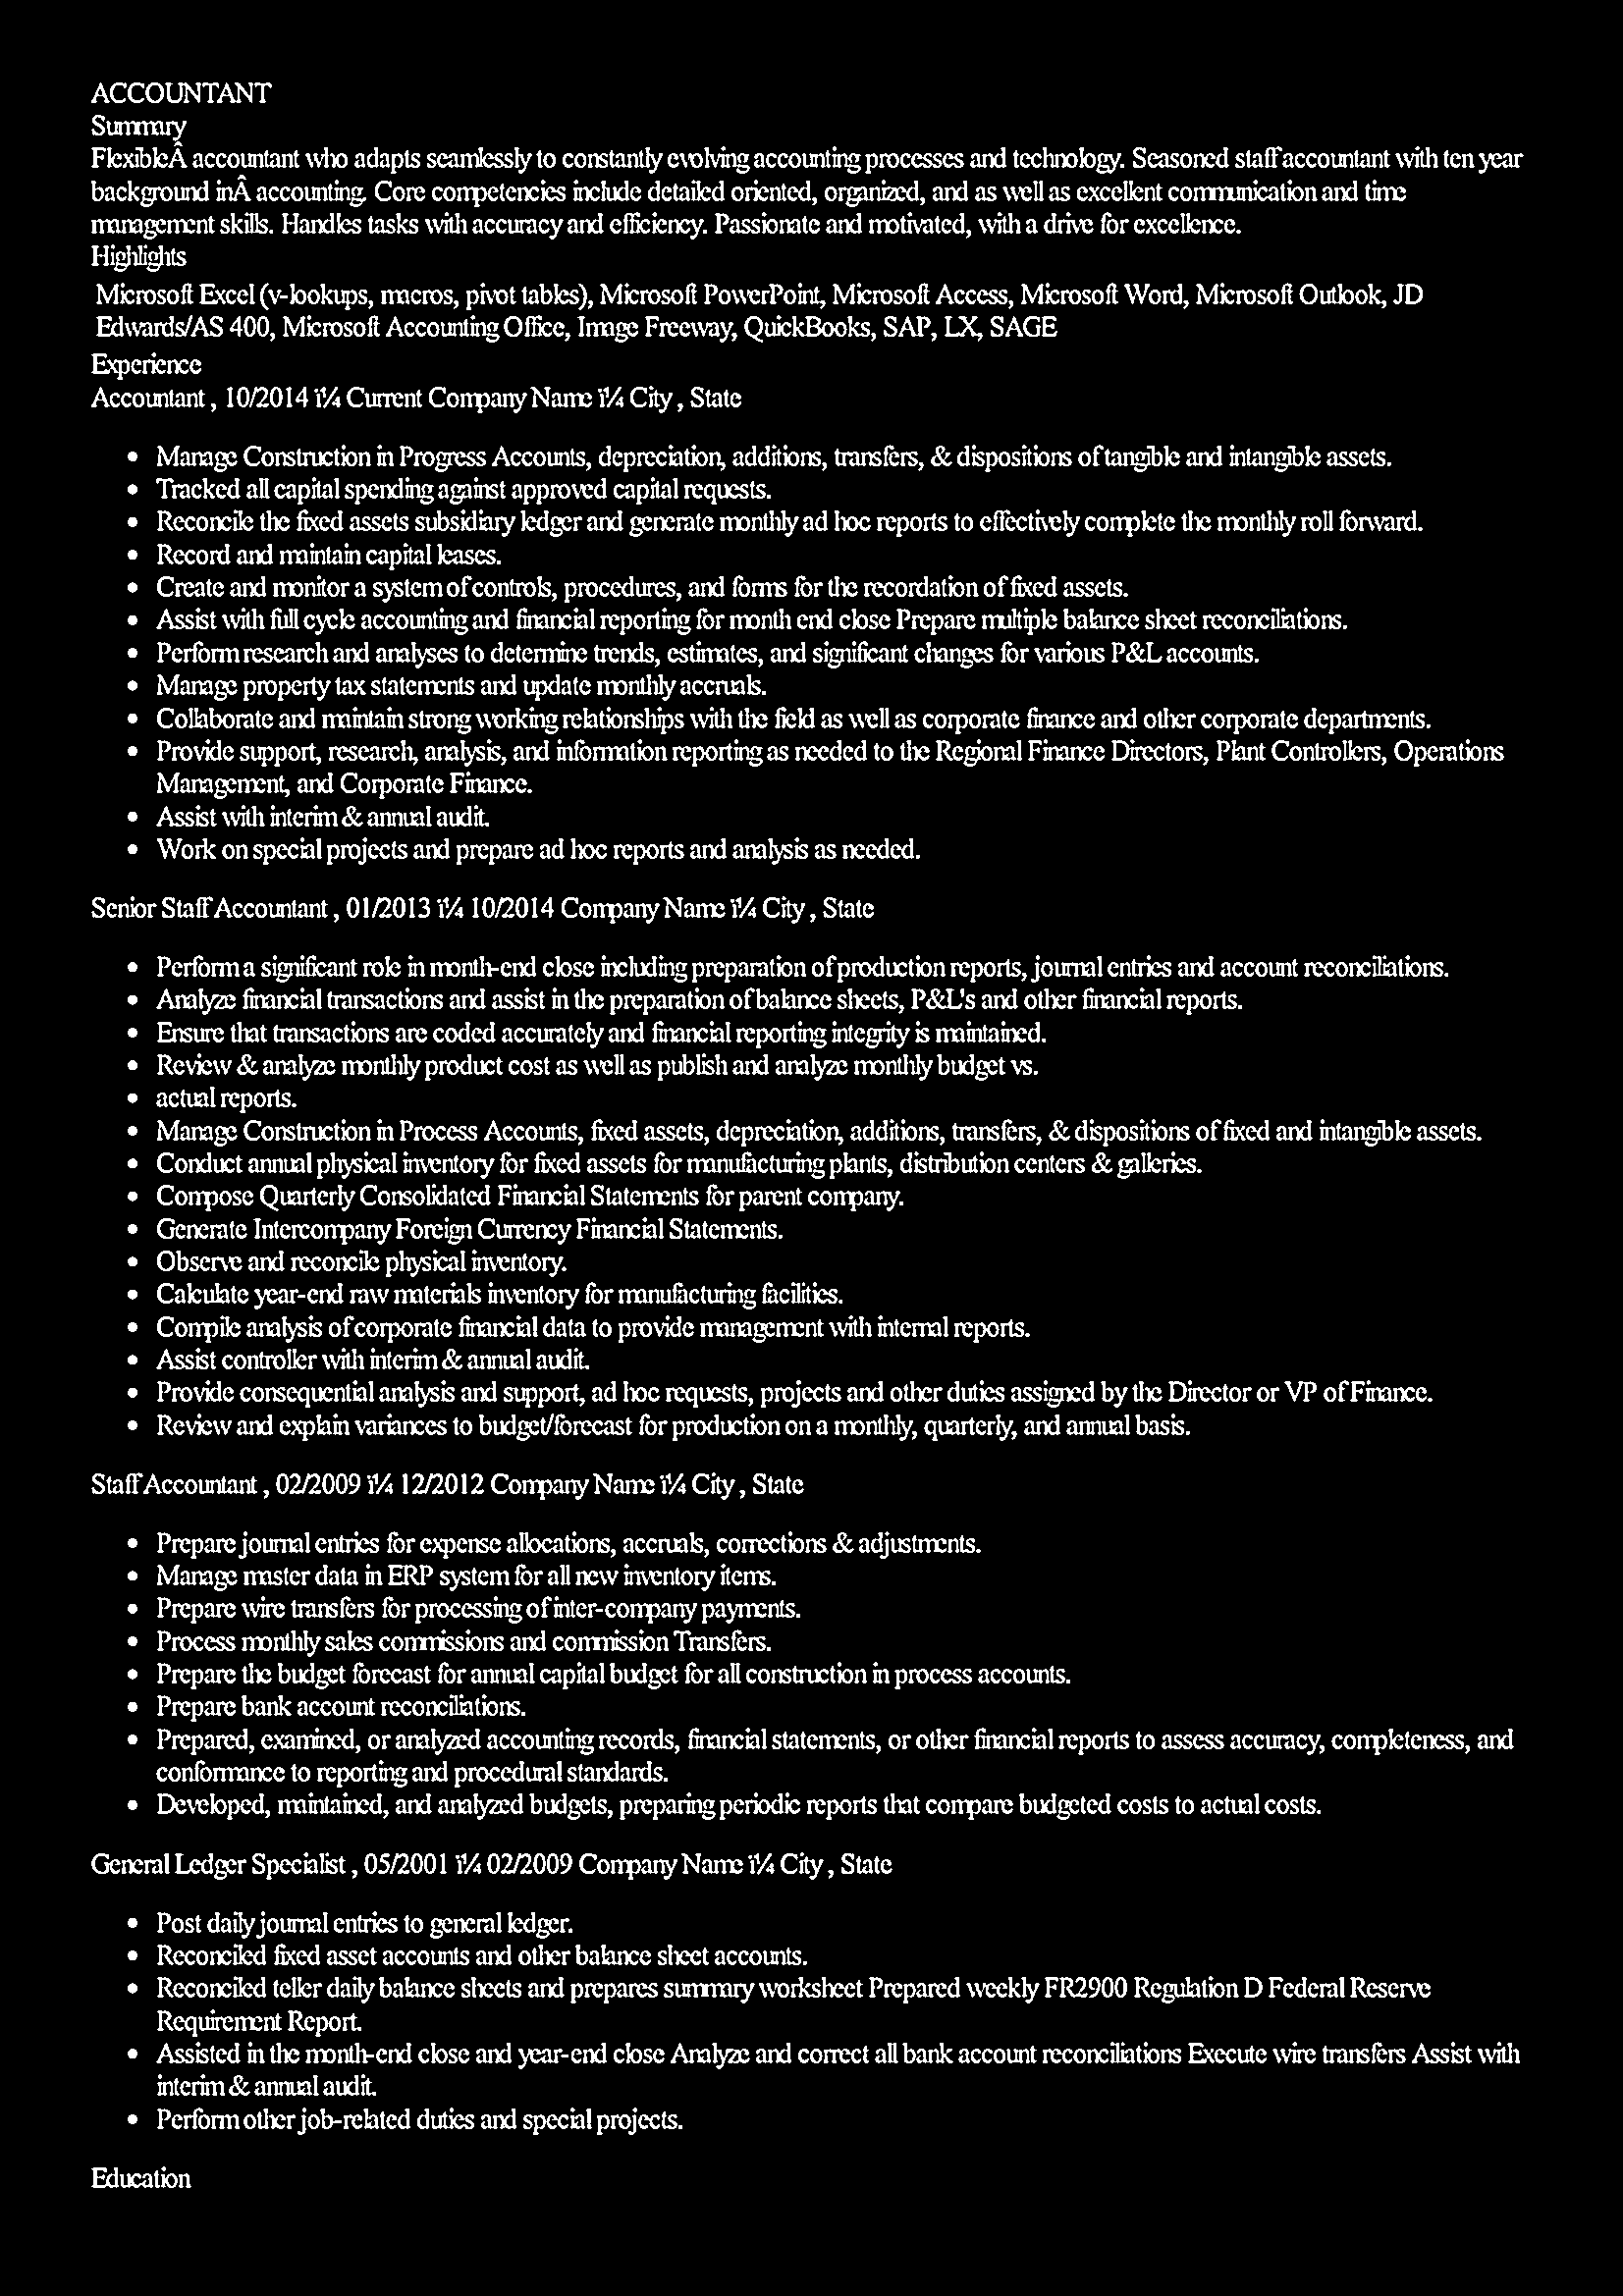 ACCOUNTANT
Summary
FlexibleÂ accountant who adapts seamlessly to constantly evolving accounting processes and technology. Seasoned staff accountant with ten year
background inÂ accounting. Core competencies include detailed oriented, organized, and as well as excellent communication and time
management skills. Handles tasks with accuracy and efficiency. Passionate and motivated, with a drive for excellence.
Highlights
Microsoft Excel (v-lookups, macros, pivot tables), Microsoft PowerPoint, Microsoft Access, Microsoft Word, Microsoft Outlook, JD
Edwards/AS 400, Microsoft Accounting Office, Image Freeway, QuickBooks, SAP, LX, SAGE
Experience
Accountant , 10/2014 ï¼ Current Company Name ï¼ City , State
• Manage Construction in Progress Accounts, depreciation, additions, transfers, & dispositions of tangible and intangible assets.
• Tracked all capital spending against approved capital requests.
• Reconcile the fixed assets subsidiary ledger and generate monthly ad hoc reports to effectively complete the monthly roll forward.
• Record and maintain capital leases.
• Create and monitor a system of controls, procedures, and forms for the recordation of fixed assets.
• Assist with full cycle accounting and financial reporting for month end close Prepare multiple balance sheet reconciliations.
• Perform research and analyses to determine trends, estimates, and significant changes for various P&L accounts.
• Manage property tax statements and update monthly accruals.
• Collaborate and maintain strong working relationships with the field as well as corporate finance and other corporate departments.
• Provide support, research, analysis, and information reporting as needed to the Regional Finance Directors, Plant Controllers, Operations
Management, and Corporate Finance.
• Assist with interim & annual audit.
• Work on special projects and prepare ad hoc reports and analysis as needed.
Senior Staff Accountant , 01/2013 ï¼ 10/2014 Company Name ï¼ City , State
• Perform a significant role in month-end close including preparation of production reports, journal entries and account reconciliations.
• Analyze financial transactions and assist in the preparation of balance sheets, P&L's and other financial reports.
• Ensure that transactions are coded accurately and financial reporting integrity is maintained.
• Review & analyze monthly product cost as well as publish and analyze monthly budget vs.
• actual reports.
• Manage Construction in Process Accounts, fixed assets, depreciation, additions, transfers, & dispositions of fixed and intangible assets.
• Conduct annual physical inventory for fixed assets for manufacturing plants, distribution centers & galleries.
• Compose Quarterly Consolidated Financial Statements for parent company.
• Generate Intercompany Foreign Currency Financial Statements.
• Observe and reconcile physical inventory.
• Calculate year-end raw materials inventory for manufacturing facilities.
• Compile analysis of corporate financial data to provide management with internal reports.
• Assist controller with interim & annual audit.
• Provide consequential analysis and support, ad hoc requests, projects and other duties assigned by the Director or VP of Finance.
• Review and explain variances to budget/forecast for production on a monthly, quarterly, and annual basis.
Staff Accountant , 02/2009 ï¼ 12/2012 Company Name ï¼ City , State
• Prepare journal entries for expense allocations, accruals, corrections & adjustments.
• Manage master data in ERP system for all new inventory items.
• Prepare wire transfers for processing of inter-company payments.
• Process monthly sales commissions and commission Transfers.
• Prepare the budget forecast for annual capital budget for all construction in process accounts.
• Prepare bank account reconciliations.
• Prepared, examined, or analyzed accounting records, financial statements, or other financial reports to assess accuracy, completeness, and
conformance to reporting and procedural standards.
• Developed, maintained, and analyzed budgets, preparing periodic reports that compare budgeted costs to actual costs.
General Ledger Specialist , 05/2001 ï¼ 02/2009 Company Name ï¼ City , State
• Post daily journal entries to general ledger.
• Reconciled fixed asset accounts and other balance sheet accounts.
• Reconciled teller daily balance sheets and prepares summary worksheet Prepared weekly FR2900 Regulation D Federal Reserve
Requirement Report.
• Assisted in the month-end close and year-end close Analyze and correct all bank account reconciliations Execute wire transfers Assist with
interim & annual audit.
• Perform other job-related duties and special projects.
Education